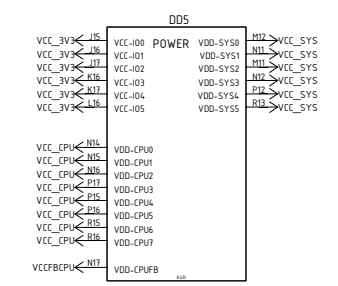 DD5
VCC_3V3 J15 VCC-IO0 POWER VDD-SYS0 M12 VCC_SYS
VCC_3V3 J16 VCC-IO1 VDD-SYS1 N11 VCC_SYS
VCC_3V3 J17 VCC-IO2 VDD-SYS2 M11 VCC_SYS
VCC_3V3 K16 VCC-IO3 VDD-SYS3 N12 VCC_SYS
VCC_3V3 K17 VCC-IO4 VDD-SYS4 P12 VCC_SYS
VCC_3V3 L16 VCC-IO5 VDD-SYS5 R13 VCC_SYS
VCC_CPU N14 VDD-CPU0
VCC_CPU N15 VDD-CPU1
VCC_CPU N16 VDD-CPU2
VCC_CPU P17 VDD-CPU3
VCC_CPU P15 VDD-CPU4
VCC_CPU P16 VDD-CPU5
VCC_CPU R15 VDD-CPU6
VCC_CPU R16 VDD-CPU7
VCCFBCPU N17 VDD-CPUFB